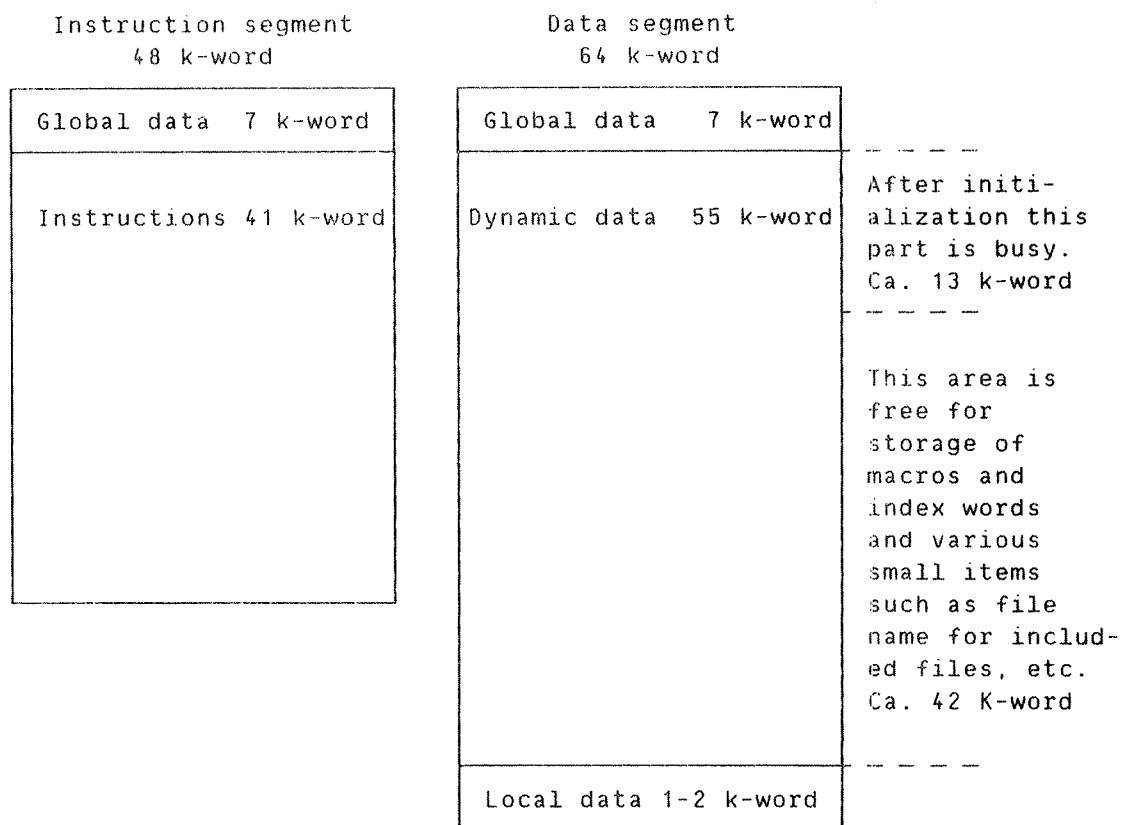 Instruction segment
48 k-word
Global data 7 k-word
Instructions 41 k-word
Data segment
64 k-word
Global data 7 k-word
Dynamic data 55 k-word
Local data 1-2 k-word
After initi-
alization this
part is busy.
Ca. 13 k-word
This area is
free for
storage of
macros and
index words
and various
small items
such as file
name for includ-
ed files, etc.
Ca. 42 K-word